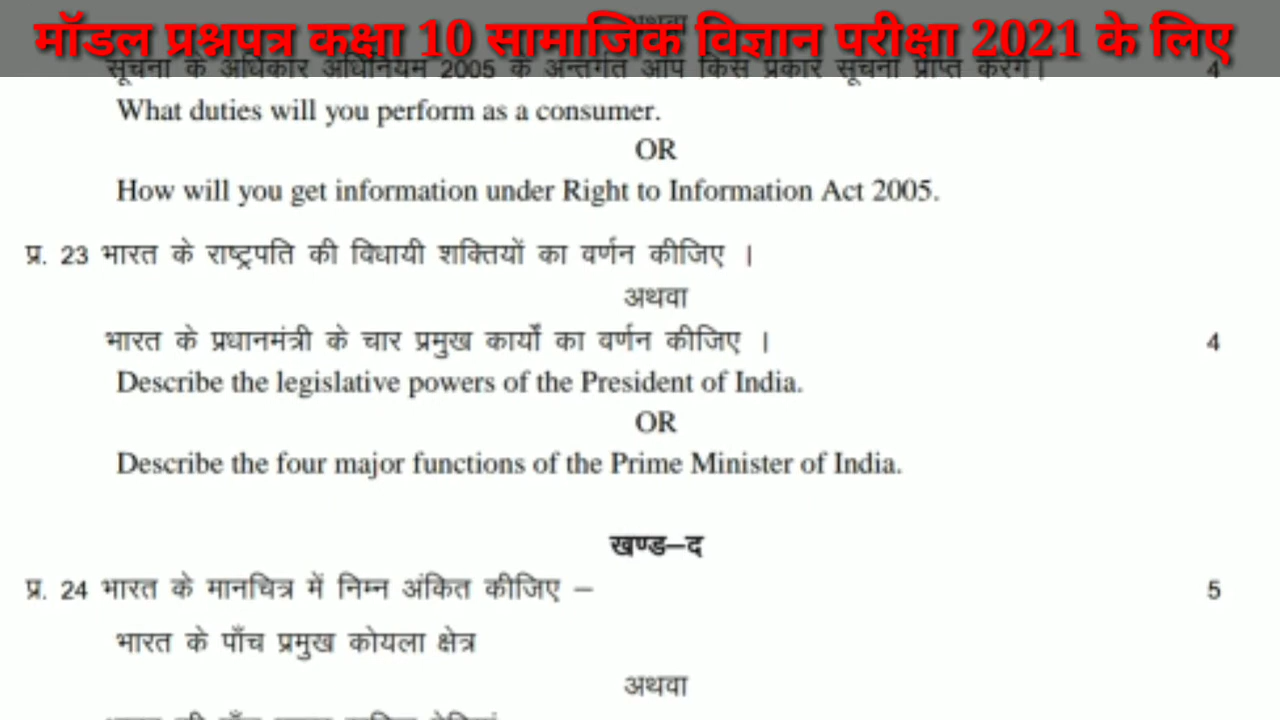 मॉडल प्रश्नपत्र कक्षा 10 सामाजिक विज्ञान परीक्षा 2021 के लिए
अथवा
सूचना के अधिकार अधिनियम 2005 के अन्तर्गत आप किस प्रकार सूचना प्राप्त करेंगे। 4
What duties will you perform as a consumer.
OR
How will you get information under Right to Information Act 2005.
प्र. 23 भारत के राष्ट्रपति की विधायी शक्तियों का वर्णन कीजिए ।
अथवा
भारत के प्रधानमंत्री के चार प्रमुख कार्यों का वर्णन कीजिए । 4
Describe the legislative powers of the President of India.
OR
Describe the four major functions of the Prime Minister of India.
खण्ड–द
प्र. 24 भारत के मानचित्र में निम्न अंकित कीजिए – 5
भारत के पाँच प्रमुख कोयला क्षेत्र
अथवा